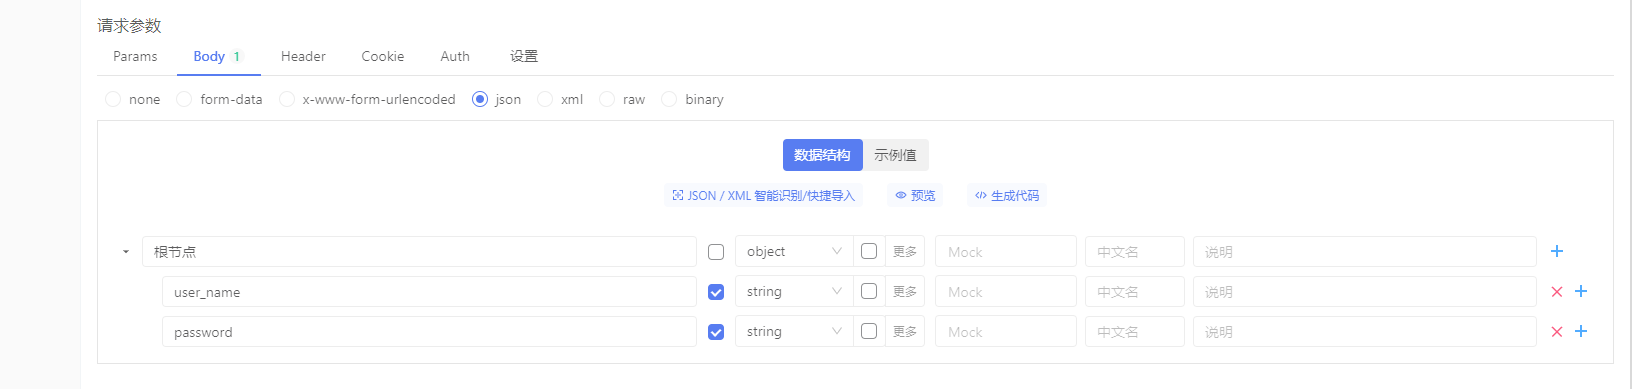 请求参数
Params Body 1 Header Cookie Auth 设置
none form-data x-www-form-urlencoded json xml raw binary
数据结构 示例值
JSON / XML 智能识别/快捷导入 预览 生成代码
根节点 object 更多 Mock 中文名 说明
user_name string 更多 Mock 中文名 说明
password string 更多 Mock 中文名 说明